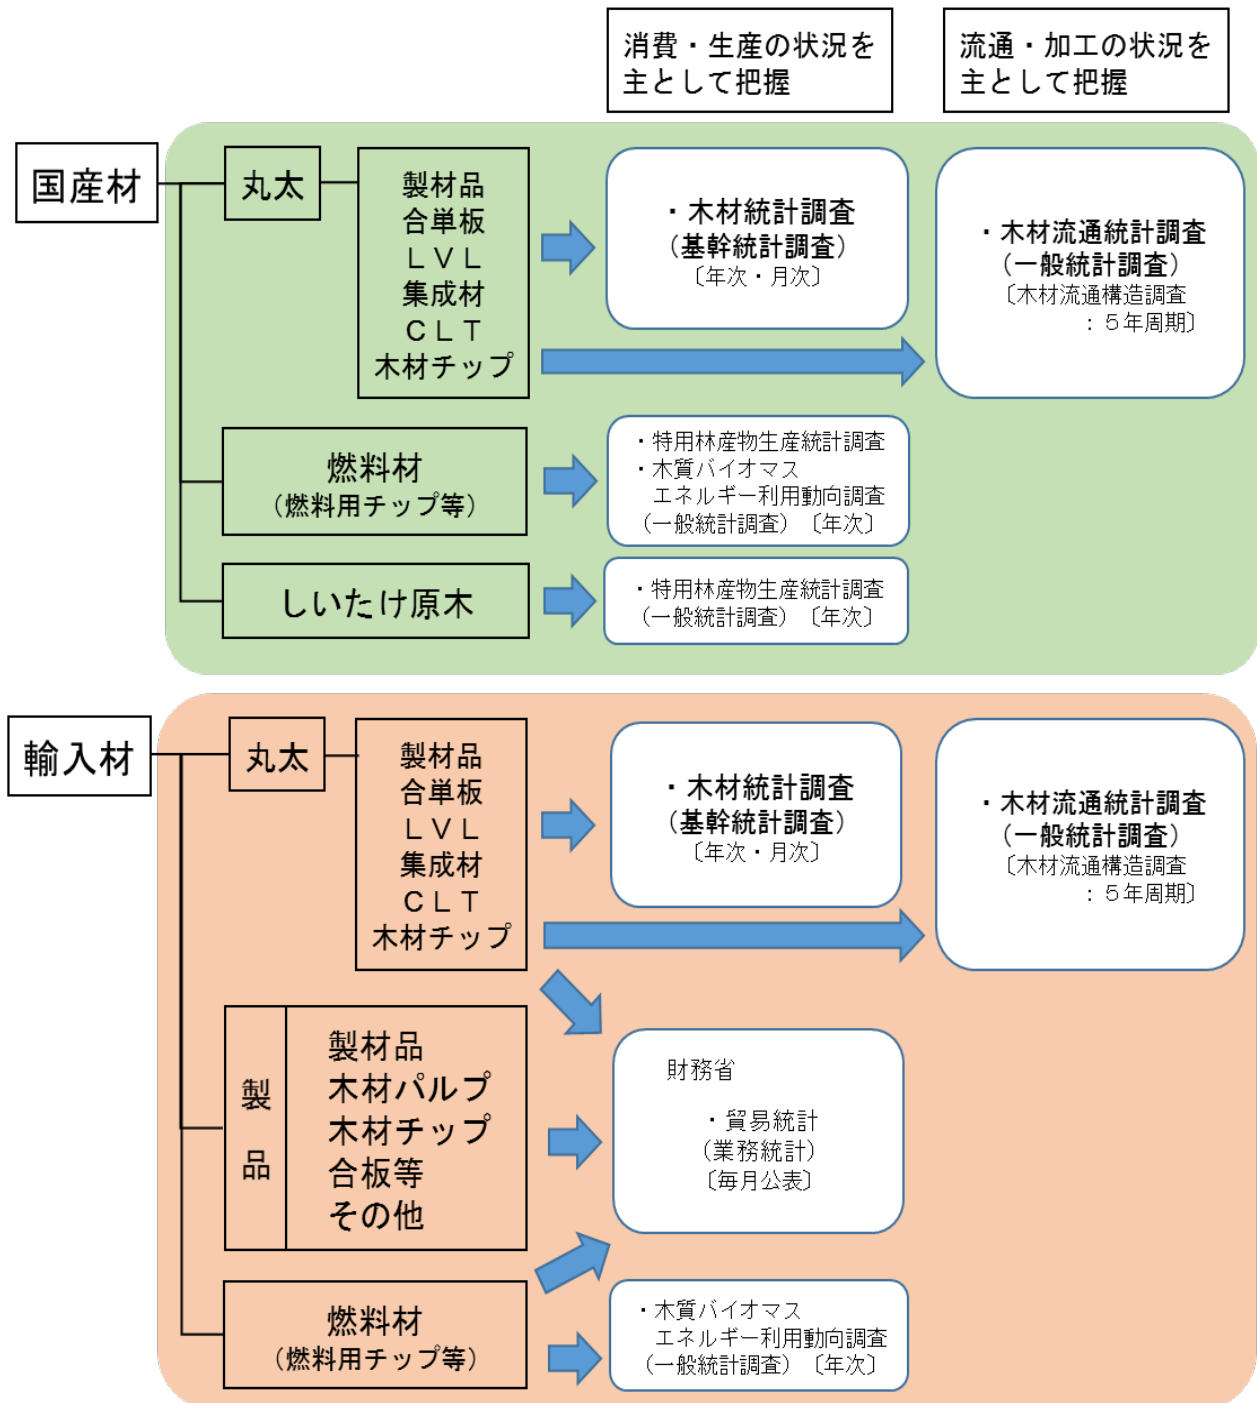 消費・生産の状況を
主として把握
流通・加工の状況を
主として把握
国産材
丸太
製材品
合単板
ＬＶＬ
集成材
ＣＬＴ
木材チップ
・木材統計調査
(基幹統計調査)
〔年次・月次〕
・木材流通統計調査
(一般統計調査)
〔木材流通構造調査
：５年周期〕
燃料材
（燃料用チップ等）
・特用林産物生産統計調査
・木質バイオマス
エネルギー利用動向調査
(一般統計調査) 〔年次〕
しいたけ原木
・特用林産物生産統計調査
(一般統計調査) 〔年次〕
輸入材
丸太
製材品
合単板
ＬＶＬ
集成材
ＣＬＴ
木材チップ
・木材統計調査
(基幹統計調査)
〔年次・月次〕
・木材流通統計調査
(一般統計調査)
〔木材流通構造調査
：５年周期〕
製品
製材品
木材パルプ
木材チップ
合板等
その他
財務省
・貿易統計
(業務統計)
〔毎月公表〕
燃料材
（燃料用チップ等）
・木質バイオマス
エネルギー利用動向調査
(一般統計調査) 〔年次〕